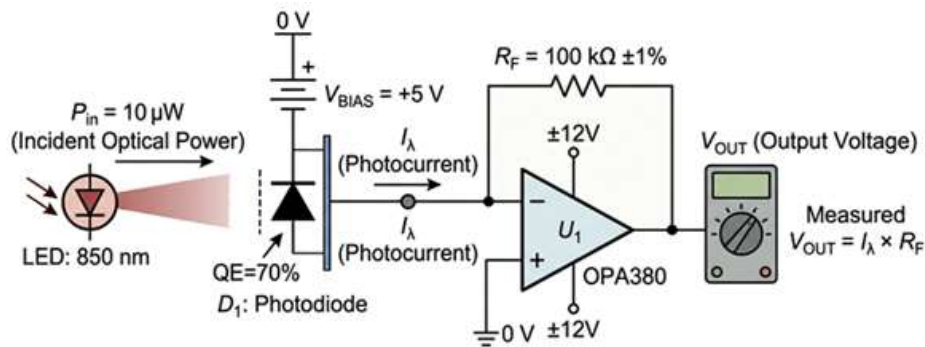 0 V
+
V_BIAS = +5 V
P_in = 10 μW
(Incident Optical Power)
LED: 850 nm
QE=70%
D_1: Photodiode
I_λ
(Photocurrent)
I_λ
(Photocurrent)
R_F = 100 kΩ ±1%
±12V
−
+
U_1
OPA380
±12V
0 V
V_OUT (Output Voltage)
Measured
V_OUT = I_λ × R_F